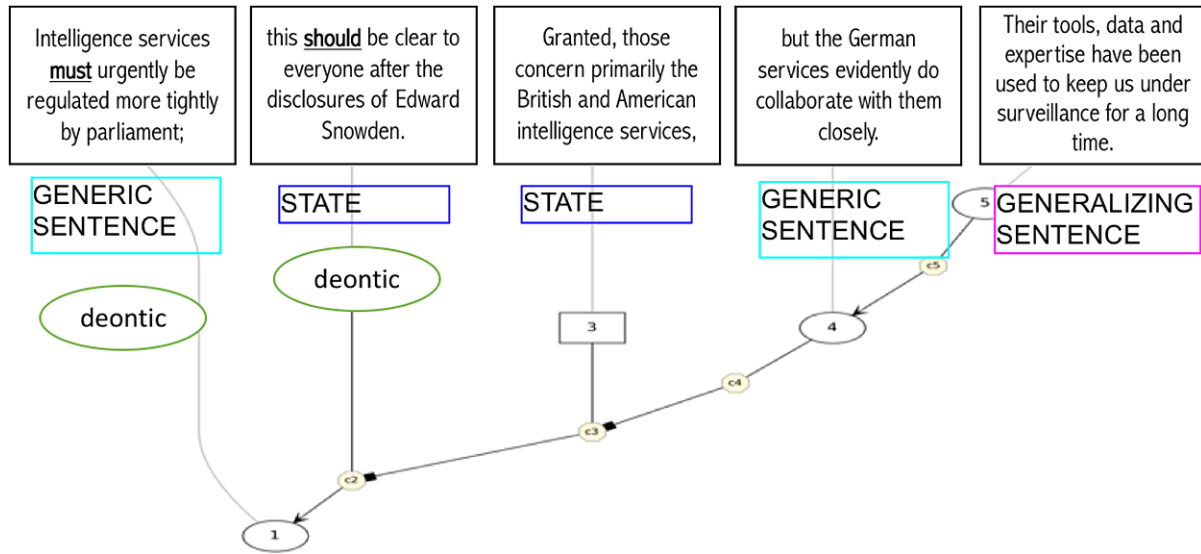 Intelligence services
must urgently be
regulated more tightly
by parliament;
this should be clear to
everyone after the
disclosures of Edward
Snowden.
Granted, those
concern primarily the
British and American
intelligence services,
but the German
services evidently do
collaborate with them
closely.
Their tools, data and
expertise have been
used to keep us under
surveillance for a long
time.
GENERIC
SENTENCE
STATE
STATE
GENERIC
SENTENCE
5
GENERALIZING
SENTENCE
deontic
deontic
c5
3
4
c4
c3
c2
1